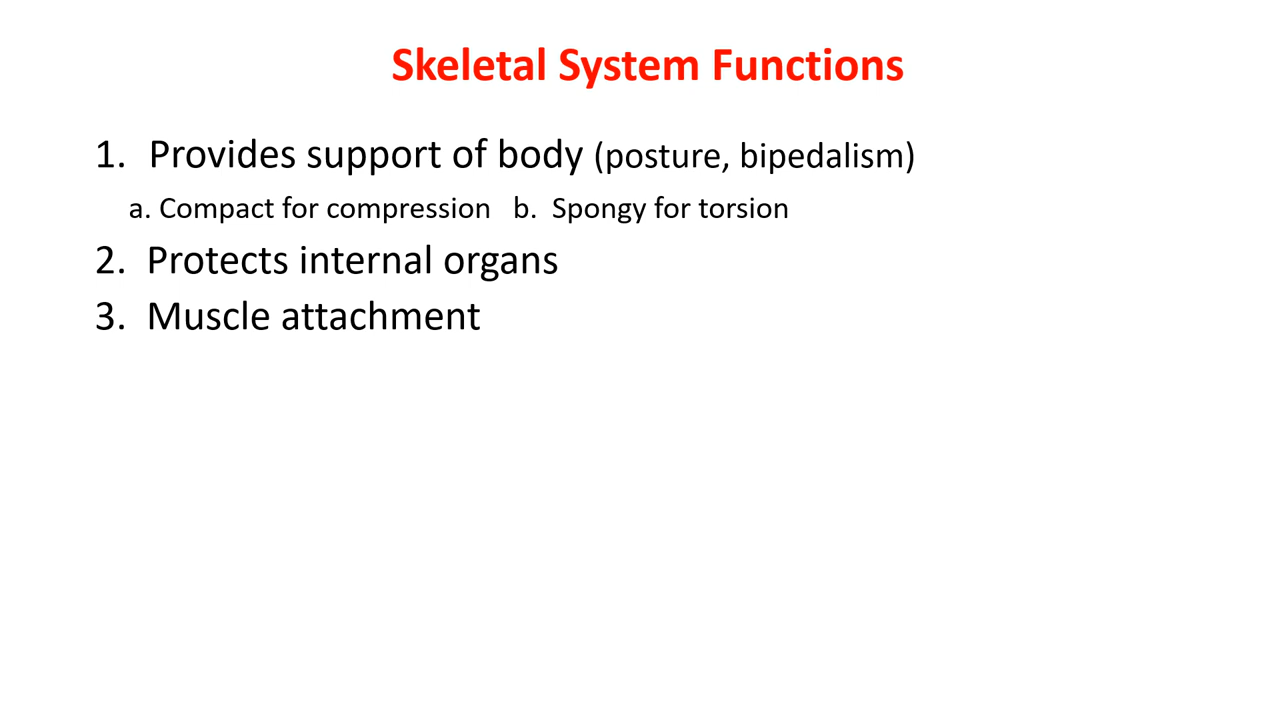 Skeletal System Functions
1. Provides support of body (posture, bipedalism)
a. Compact for compression b. Spongy for torsion
2. Protects internal organs
3. Muscle attachment